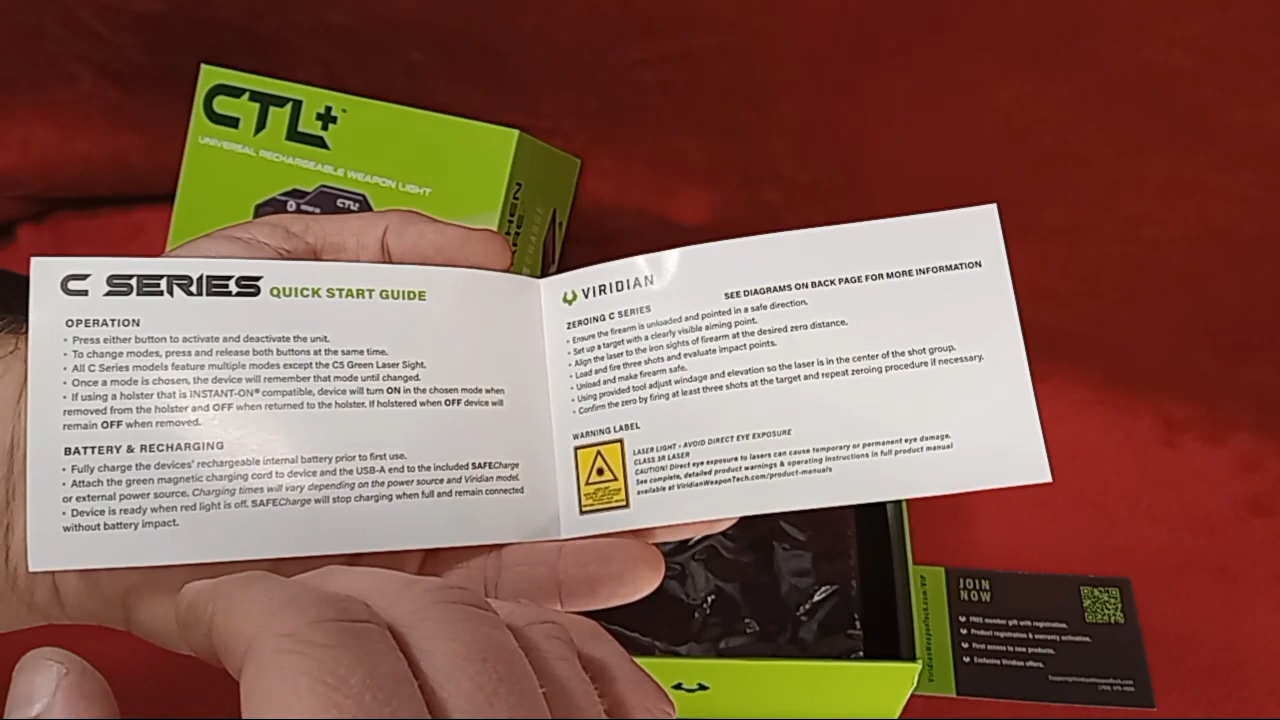 CTL+
UNIVERSAL RECHARGEABLE WEAPON LIGHT
CTL+
C SERIES QUICK START GUIDE
OPERATION
• Press either button to activate and deactivate the unit.
• To change modes, press and release both buttons at the same time.
• All C Series models feature multiple modes except the C5 Green Laser Sight.
• Once a mode is chosen, the device will remember that mode until changed.
• If using a holster that is INSTANT-ON® compatible, device will turn ON in the chosen mode when
removed from the holster and OFF when returned to the holster. If holstered when OFF device will
remain OFF when removed.
BATTERY & RECHARGING
• Fully charge the devices' rechargeable internal battery prior to first use.
• Attach the green magnetic charging cord to device and the USB-A end to the included SAFECharge
or external power source. Charging times will vary depending on the power source and Viridian model.
• Device is ready when red light is off. SAFECharge will stop charging when full and remain connected
without battery impact.
VIRIDIAN
SEE DIAGRAMS ON BACK PAGE FOR MORE INFORMATION
ZEROING C SERIES
• Ensure the firearm is unloaded and pointed in a safe direction.
• Set up a target with a clearly visible aiming point.
• Align the laser to the iron sights of firearm at the desired zero distance.
• Load and fire three shots and evaluate impact points.
• Unload and make firearm safe.
• Using provided tool adjust windage and elevation so the laser is in the center of the shot group.
• Confirm the zero by firing at least three shots at the target and repeat zeroing procedure if necessary.
WARNING LABEL
LASER LIGHT - AVOID DIRECT EYE EXPOSURE
CLASS 3R LASER
CAUTION! Direct eye exposure to lasers can cause temporary or permanent eye damage.
See complete, detailed product warnings & operating instructions in full product manual
available at ViridianWeaponTech.com/product-manuals
ViridianWeaponTech.com/VIP
JOIN
NOW
FREE member gift with registration.
Product registration & warranty activation.
First access to new products.
Exclusive Viridian offers.